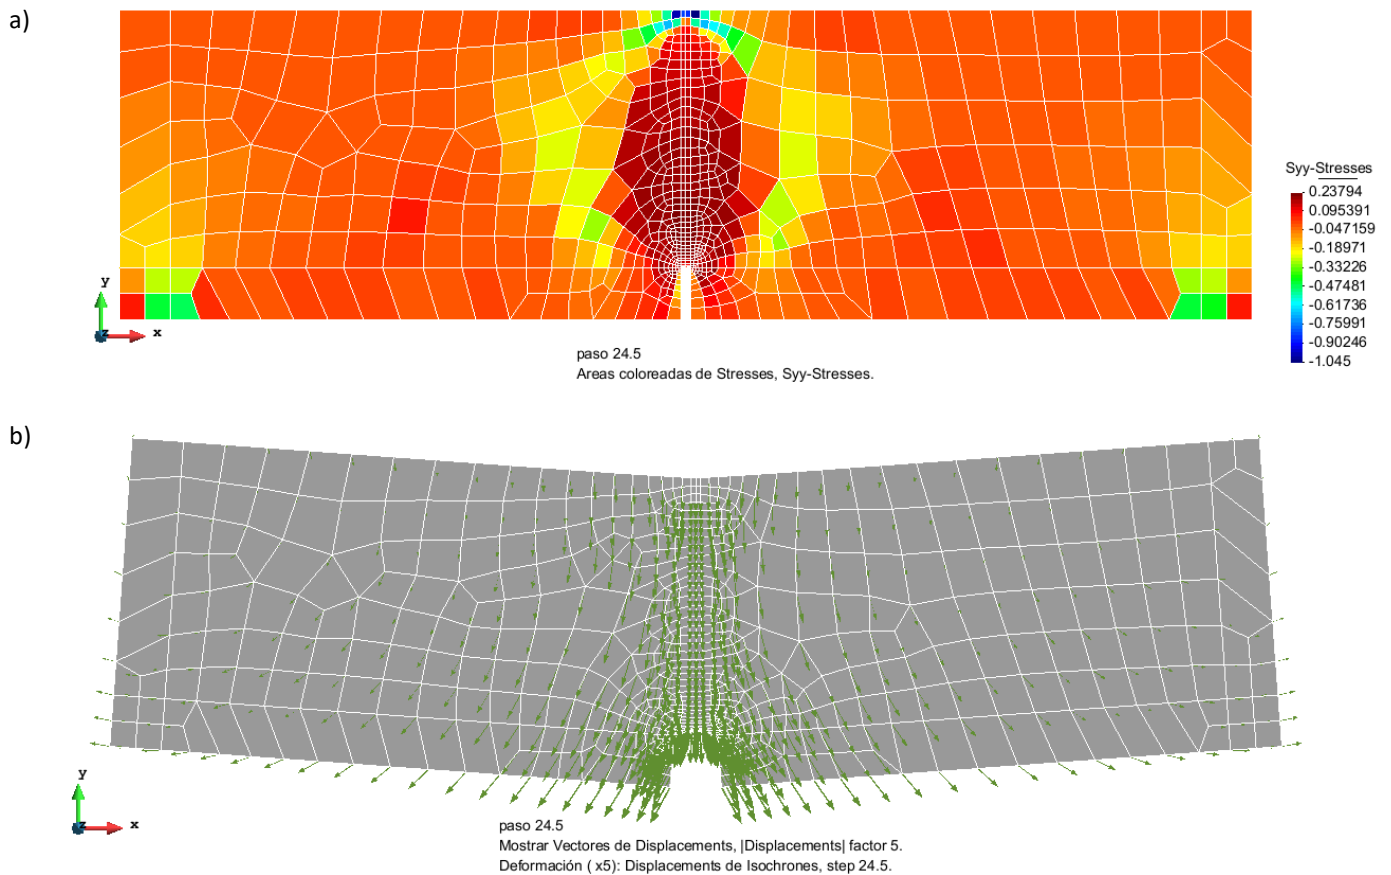 a)
Syy-Stresses
0.23794
0.095391
-0.047159
-0.18971
-0.33226
-0.47481
-0.61736
-0.75991
-0.90246
-1.045
y
z
x
paso 24.5
Areas coloreadas de Stresses, Syy-Stresses.
b)
y
z
x
paso 24.5
Mostrar Vectores de Displacements, |Displacements| factor 5.
Deformación ( x5): Displacements de Isochrones, step 24.5.